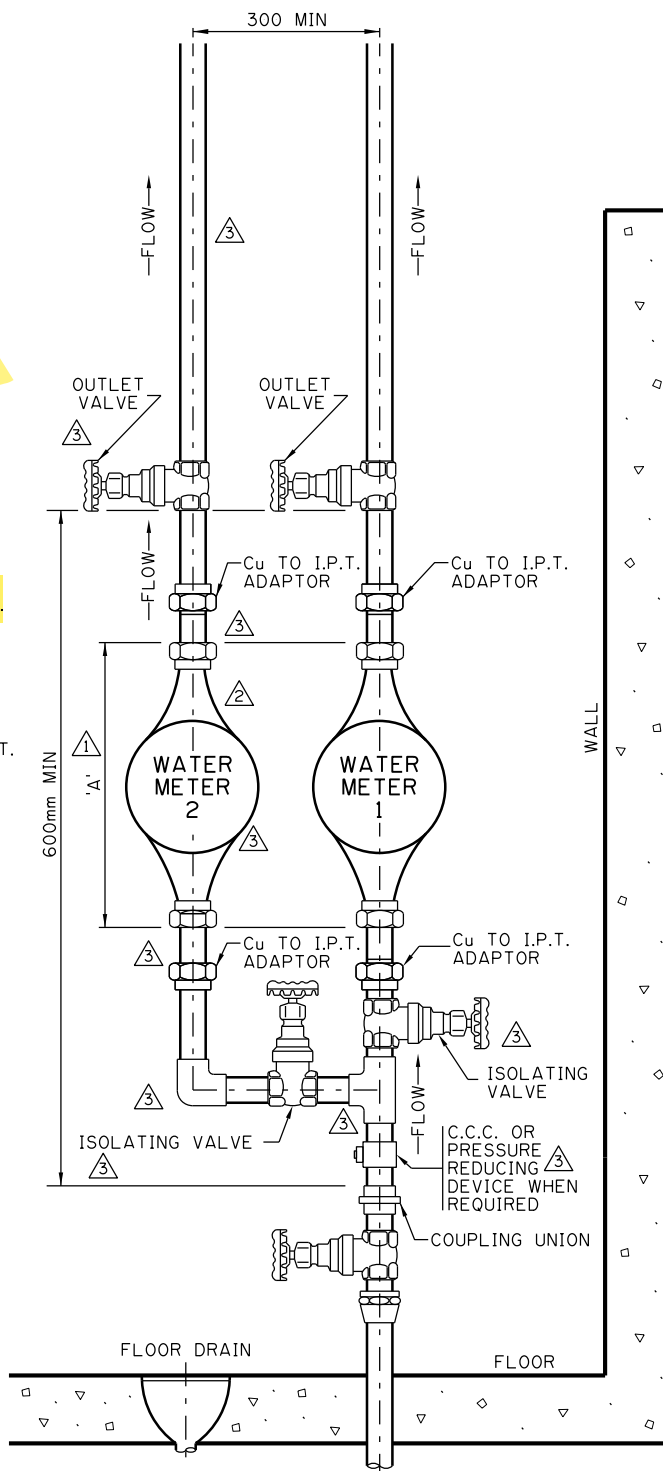 300 MIN
FLOW
3
FLOW
OUTLET
VALVE
3
OUTLET
VALVE
FLOW
Cu TO I.P.T.
ADAPTOR
Cu TO I.P.T.
ADAPTOR
3
2
1
'A'
600mm MIN
T.
WATER
METER
2
WATER
METER
1
3
WALL
3
Cu TO I.P.T.
ADAPTOR
Cu TO I.P.T.
ADAPTOR
3
ISOLATING
VALVE
3
3
FLOW
ISOLATING VALVE
3
C.C.C. OR
PRESSURE
REDUCING
DEVICE WHEN
REQUIRED
3
COUPLING UNION
FLOOR DRAIN
FLOOR